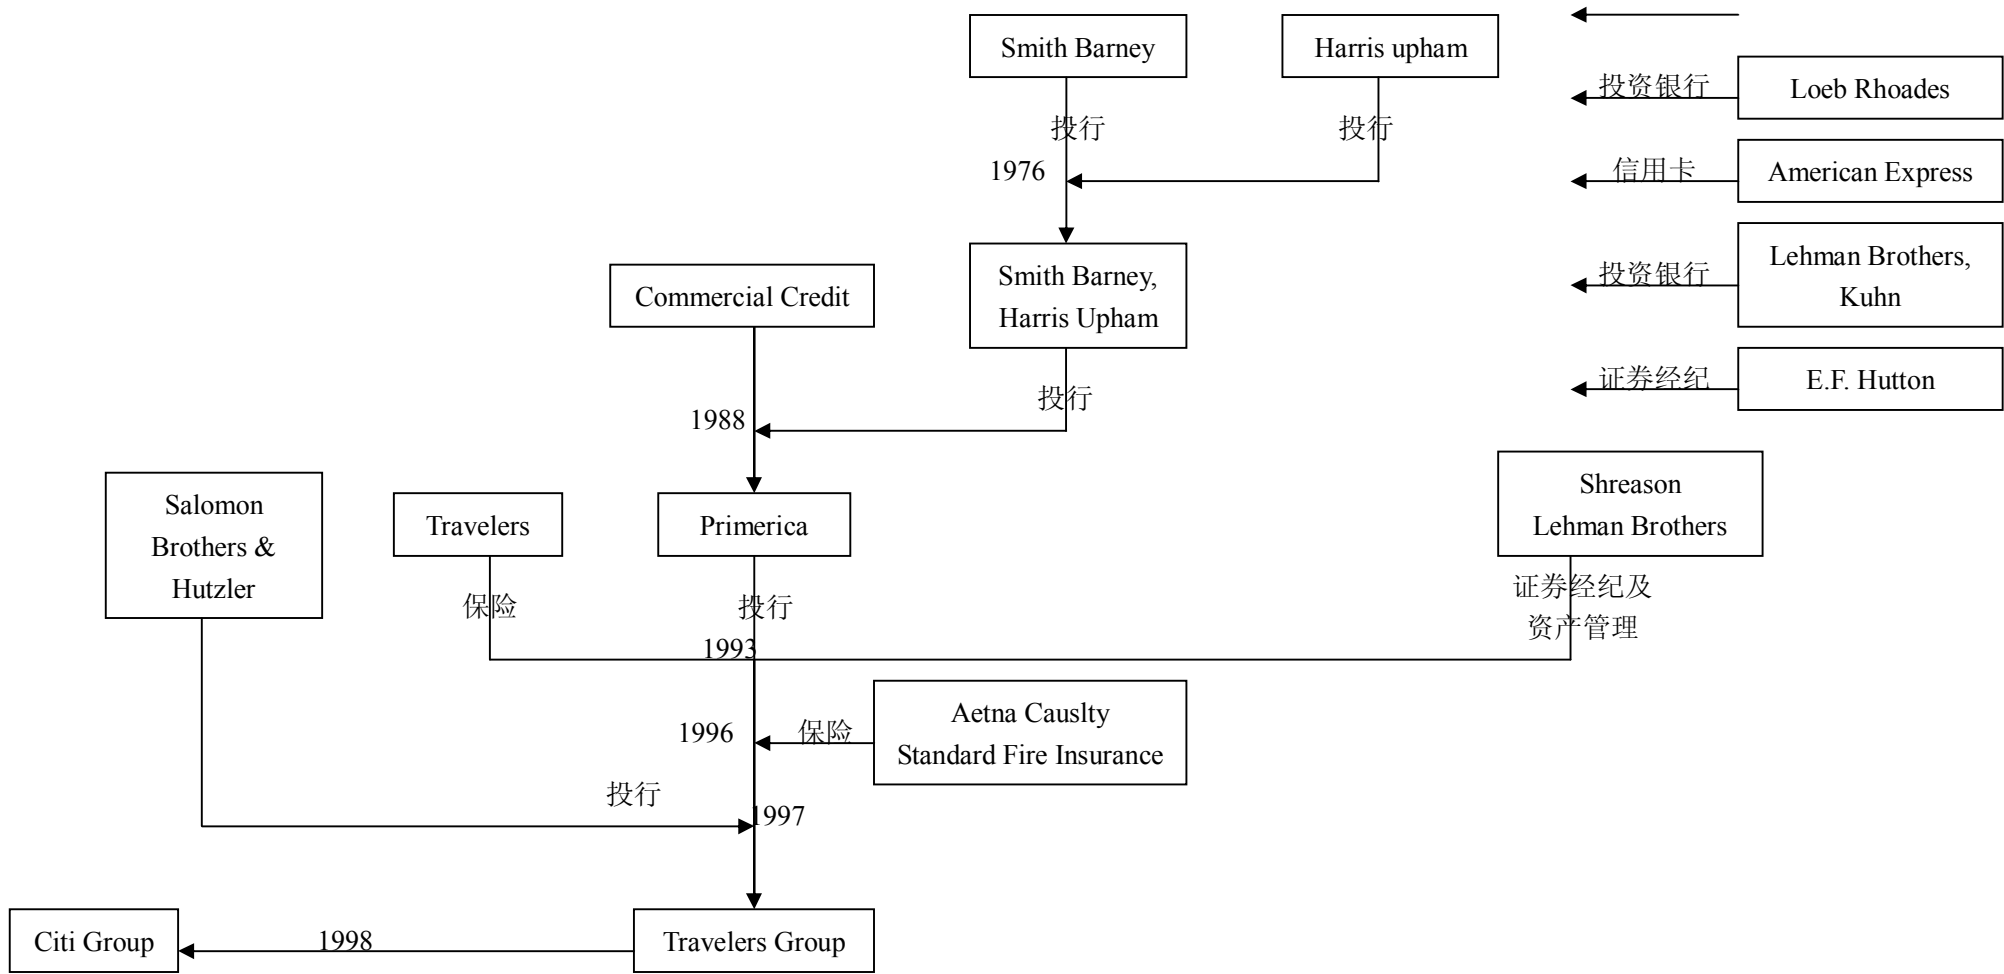 Smith Barney
Harris upham
投资银行
Loeb Rhoades
投行
投行
1976
信用卡
American Express
Commercial Credit
Smith Barney,
Harris Upham
投资银行
Lehman Brothers,
Kuhn
投行
1988
证券经纪
E.F. Hutton
Salomon
Brothers &
Hutzler
Travelers
Primerica
Shreason
Lehman Brothers
保险
投行
证券经纪及
资产管理
1993
1996
保险
Aetna Causlty
Standard Fire Insurance
投行
1997
Citi Group
1998
Travelers Group